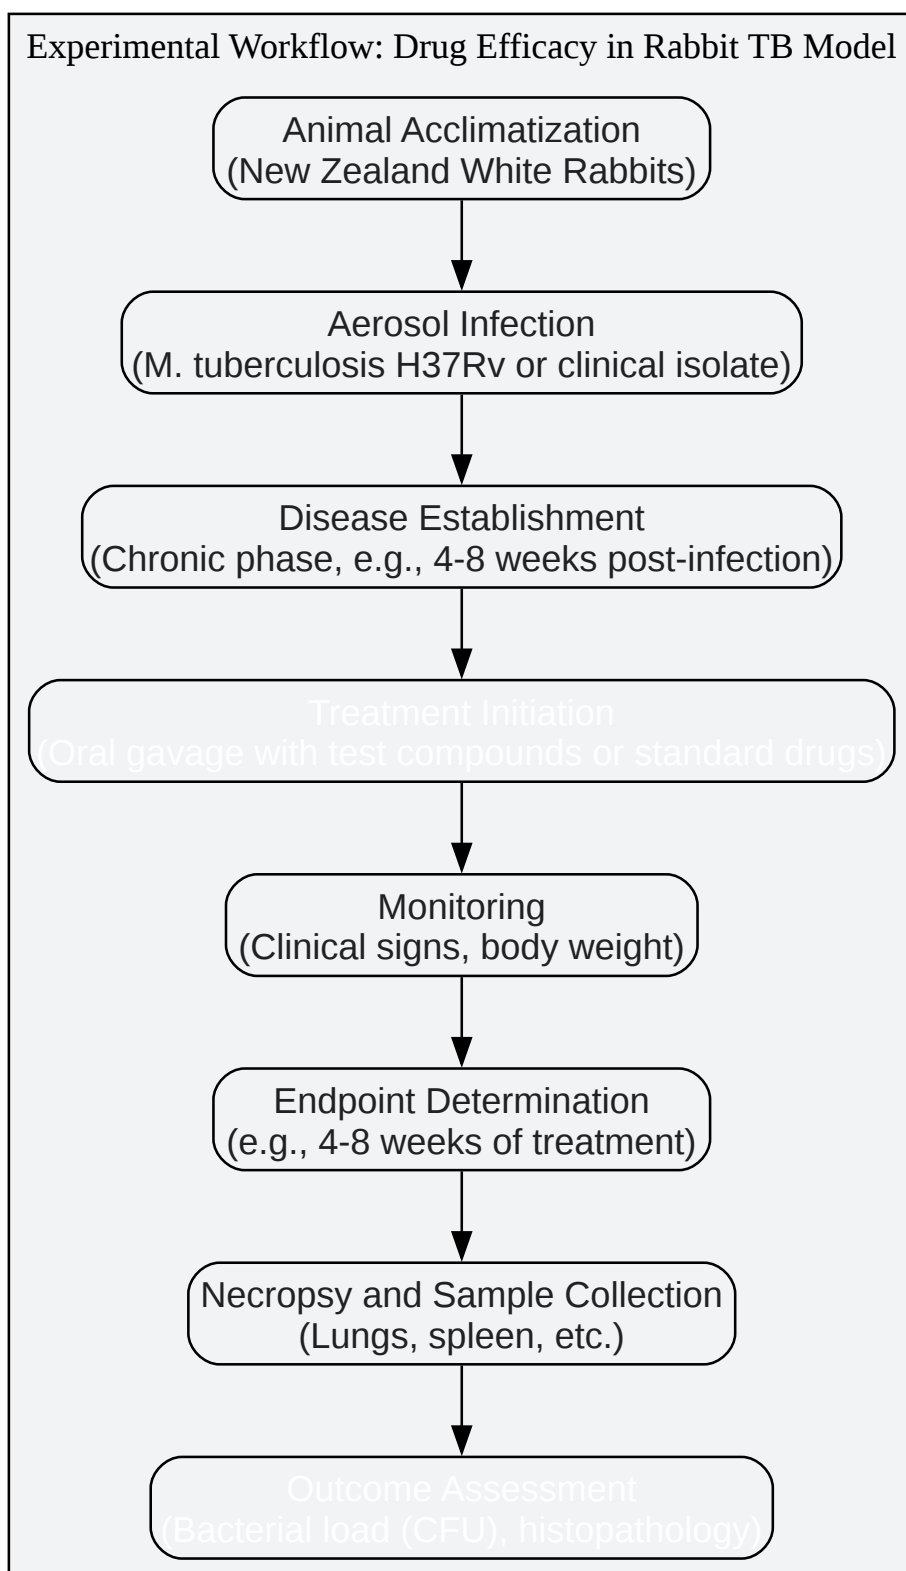 Experimental Workflow: Drug Efficacy in Rabbit TB Model
Animal Acclimatization
(New Zealand White Rabbits)
Aerosol Infection
(M. tuberculosis H37Rv or clinical isolate)
Disease Establishment
(Chronic phase, e.g., 4-8 weeks post-infection)
Treatment Initiation
(Oral gavage with test compounds or standard drugs)
Monitoring
(Clinical signs, body weight)
Endpoint Determination
(e.g., 4-8 weeks of treatment)
Necropsy and Sample Collection
(Lungs, spleen, etc.)
Outcome Assessment
(Bacterial load (CFU), histopathology)